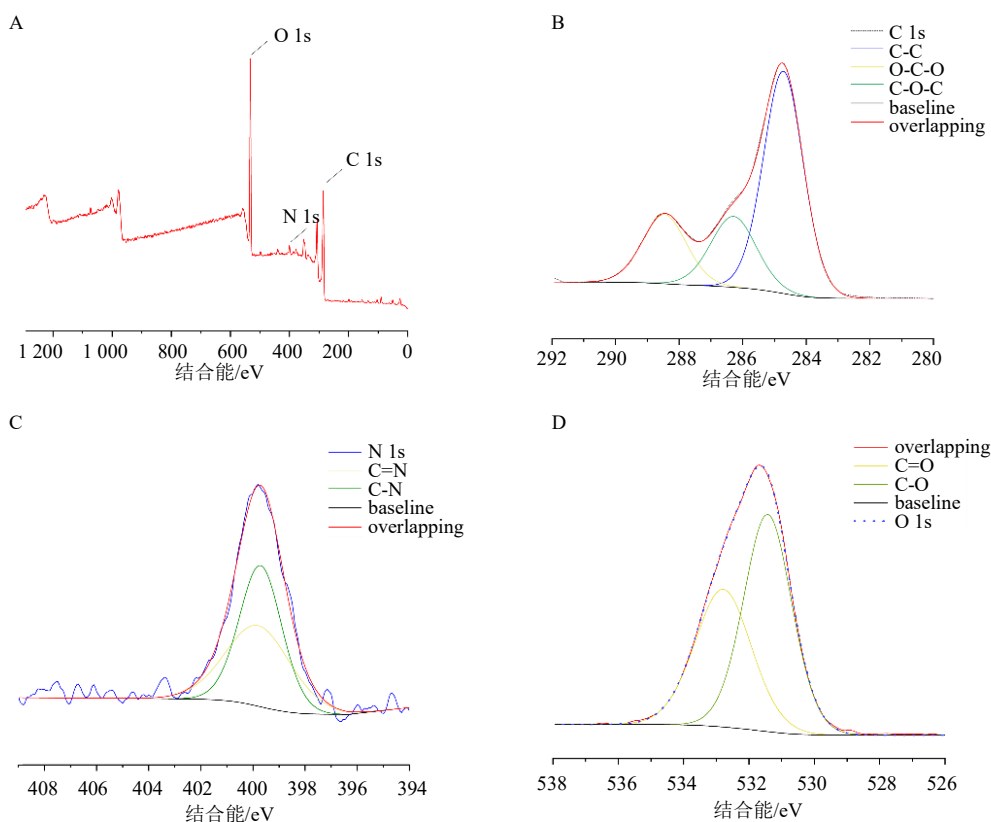 A
O 1s
C 1s
N 1s
1 200
1 000
800
600
400
200
0
结合能/eV
B
C 1s
C-C
O-C-O
C-O-C
baseline
overlapping
292
290
288
286
284
282
280
结合能/eV
C
N 1s
C=N
C-N
baseline
overlapping
408
406
404
402
400
398
396
394
结合能/eV
D
overlapping
C=O
C-O
baseline
O 1s
538
536
534
532
530
528
526
结合能/eV